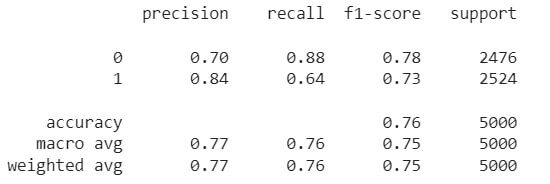 precision recall f1-score support
0 0.70 0.88 0.78 2476
1 0.84 0.64 0.73 2524
accuracy 0.76 5000
macro avg 0.77 0.76 0.75 5000
weighted avg 0.77 0.76 0.75 5000